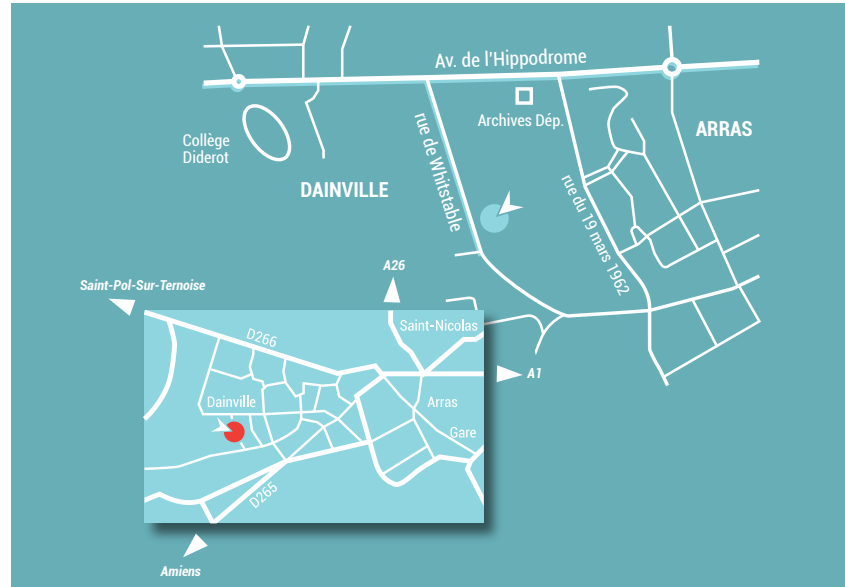 Av. de l'Hippodrome
Archives Dép.
ARRAS
Collège
Diderot
DAINVILLE
rue de Whitstable
rue du 19 mars 1962
A26
Saint-Pol-Sur-Ternoise
Saint-Nicolas
D266
A1
Dainville
Arras
Gare
D265
Amiens